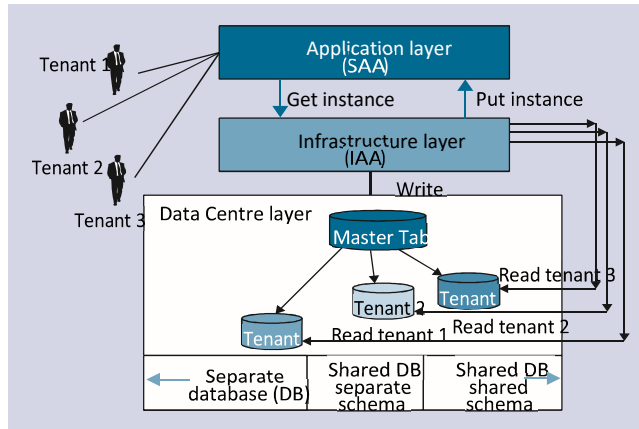 Application layer
(SAA)
Tenant 1
Get instance
Put instance
Infrastructure layer
(IAA)
Tenant 2
Tenant 3
Write
Data Centre layer
Master Tab
Read tenant 3
Tenant
Tenant 2
Read tenant 2
Tenant
Read tenant 1
Separate
database (DB)
Shared DB
separate
schema
Shared DB
shared
schema